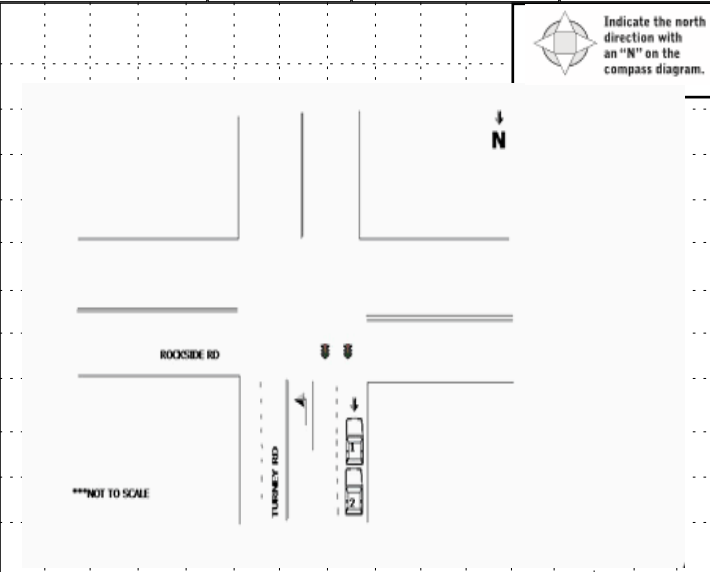 Indicate the north
direction with
an “N” on the
compass diagram.
N
ROCKSIDE RD
TURNEY RD
1
2
***NOT TO SCALE